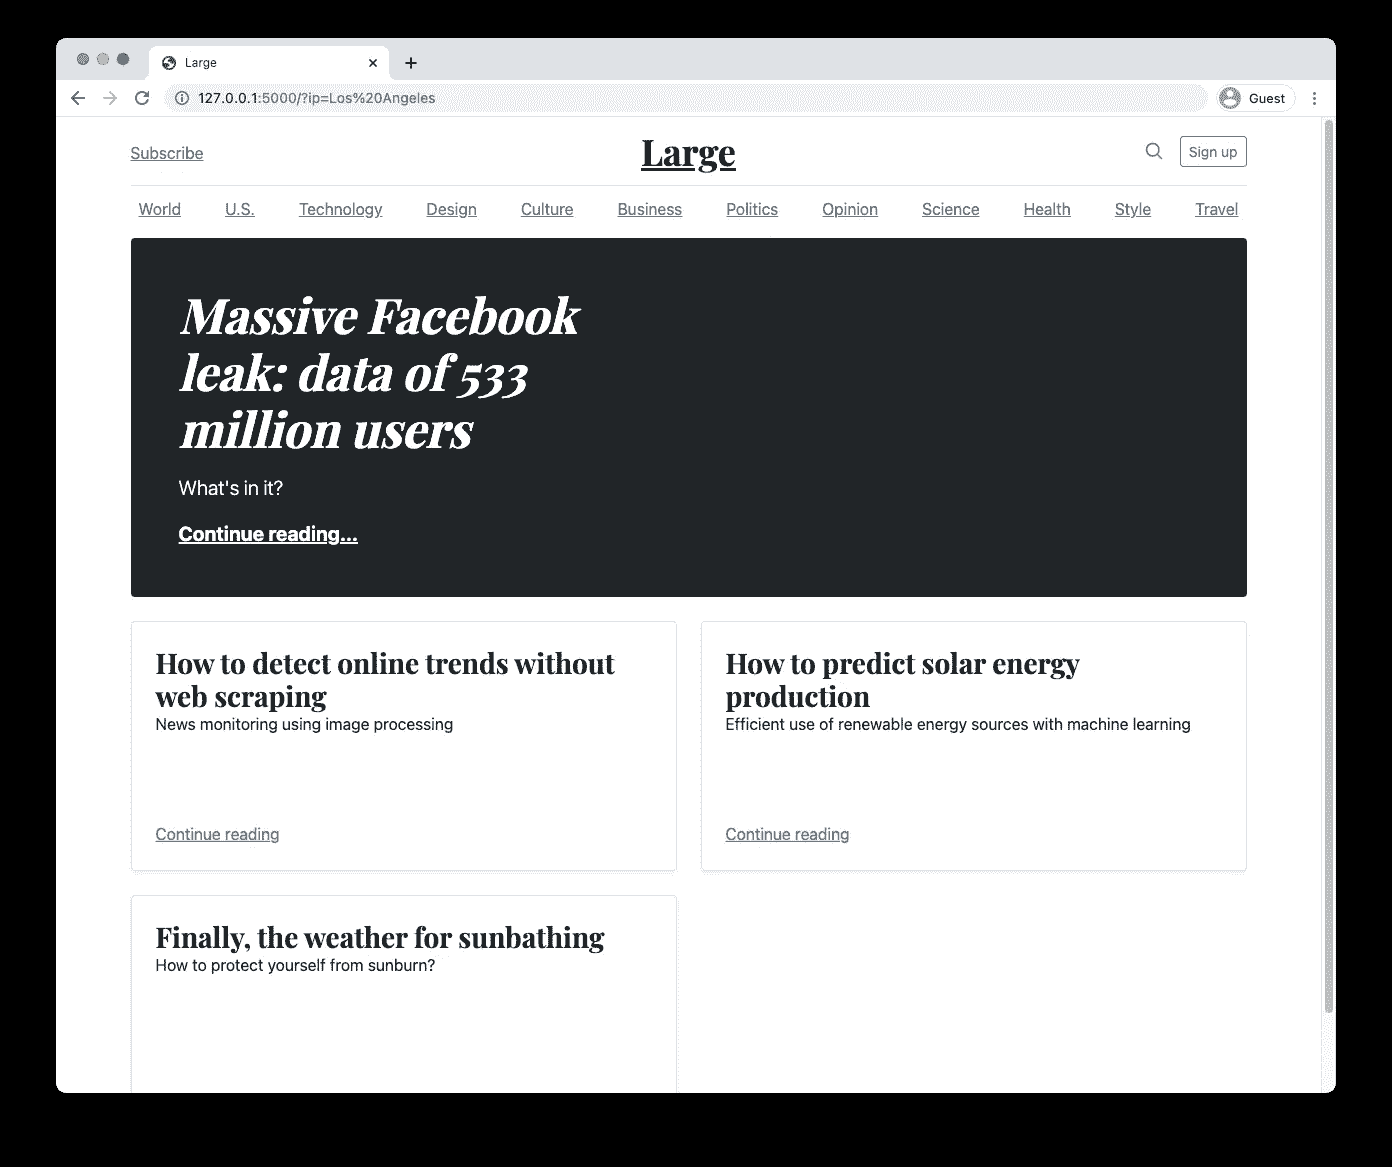 Large
127.0.0.1:5000/?ip=Los%20Angeles
Guest
Subscribe
Large
Sign up
World U.S. Technology Design Culture Business Politics Opinion Science Health Style Travel
Massive Facebook
leak: data of 533
million users
What's in it?
Continue reading...
How to detect online trends without
web scraping
News monitoring using image processing
Continue reading
How to predict solar energy
production
Efficient use of renewable energy sources with machine learning
Continue reading
Finally, the weather for sunbathing
How to protect yourself from sunburn?